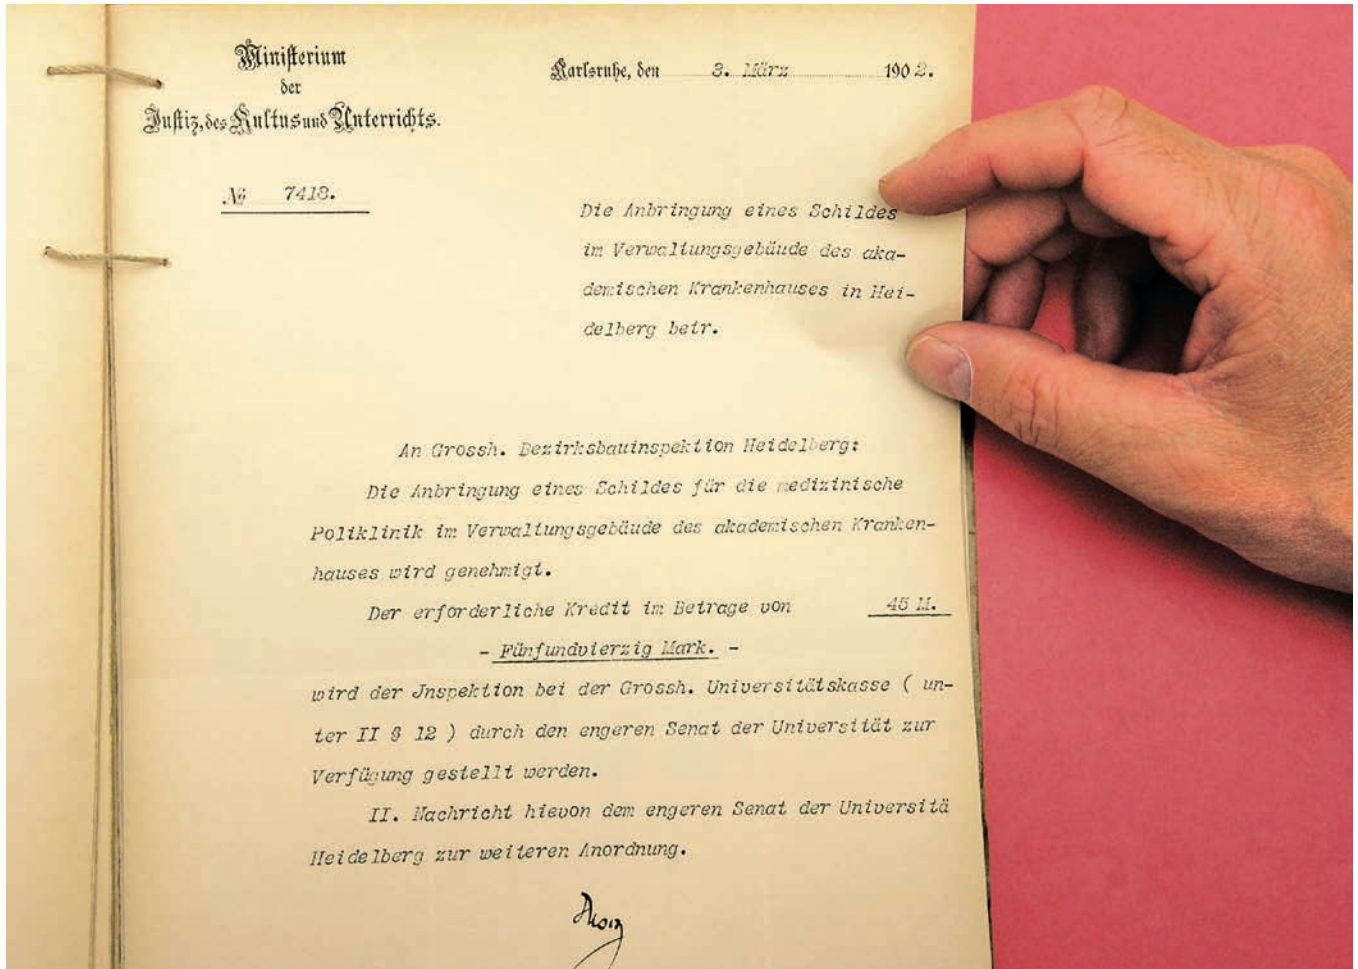 Ministerium
der
Justiz, des Kultus und Unterrichts.
Karlsruhe, den 3. März 1902.
№ 7418.
Die Anbringung eines Schildes
im Verwaltungsgebäude des aka-
demischen Krankenhauses in Hei-
delberg betr.
An Grossh. Bezirksbauinspektion Heidelberg:
Die Anbringung eines Schildes für die medizinische
Poliklinik im Verwaltungsgebäude des akademischen Kranken-
hauses wird genehmigt.
Der erforderliche Kredit im Betrage von 45 M.
- Fünfundvierzig Mark. -
wird der Jnspektion bei der Grossh. Universitätskasse ( un-
ter II § 12 ) durch den engeren Senat der Universität zur
Verfügung gestellt werden.
II. Nachricht hievon dem engeren Senat der Universitä
Heidelberg zur weiteren Anordnung.